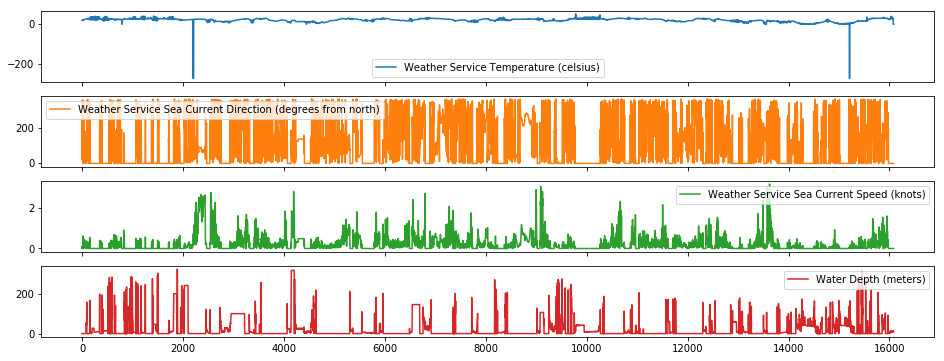 0
−200
Weather Service Temperature (celsius)
200
0
Weather Service Sea Current Direction (degrees from north)
2
0
Weather Service Sea Current Speed (knots)
200
0
Water Depth (meters)
0 2000 4000 6000 8000 10000 12000 14000 16000